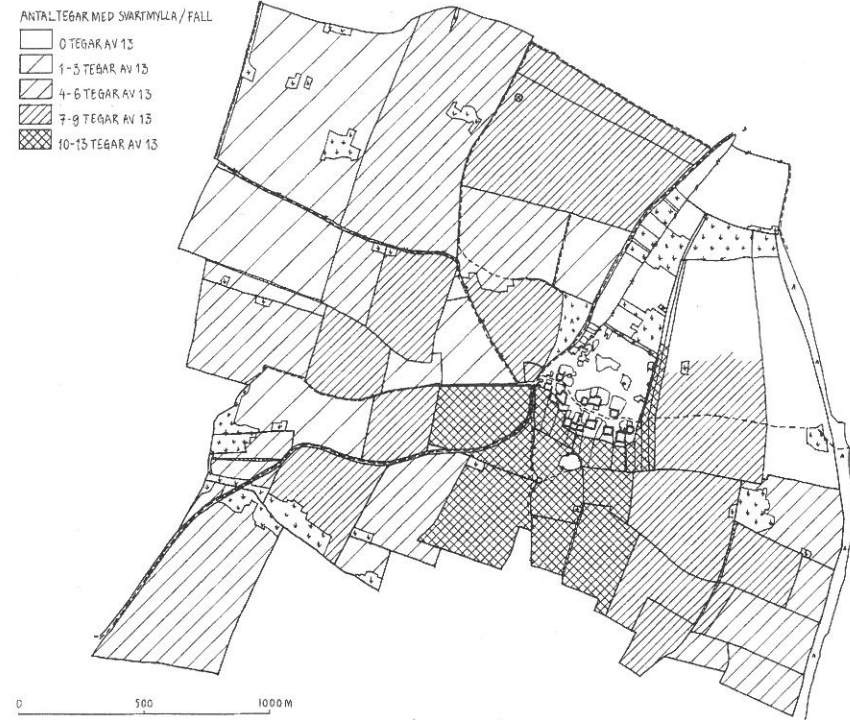 ANTAL TEGAR MED SVARTMYLLA/FALL
0 TEGAR AV 13
1-3 TEGAR AV 13
4-6 TEGAR AV 13
7-9 TEGAR AV 13
10-13 TEGAR AV 13
0 500 1000 M